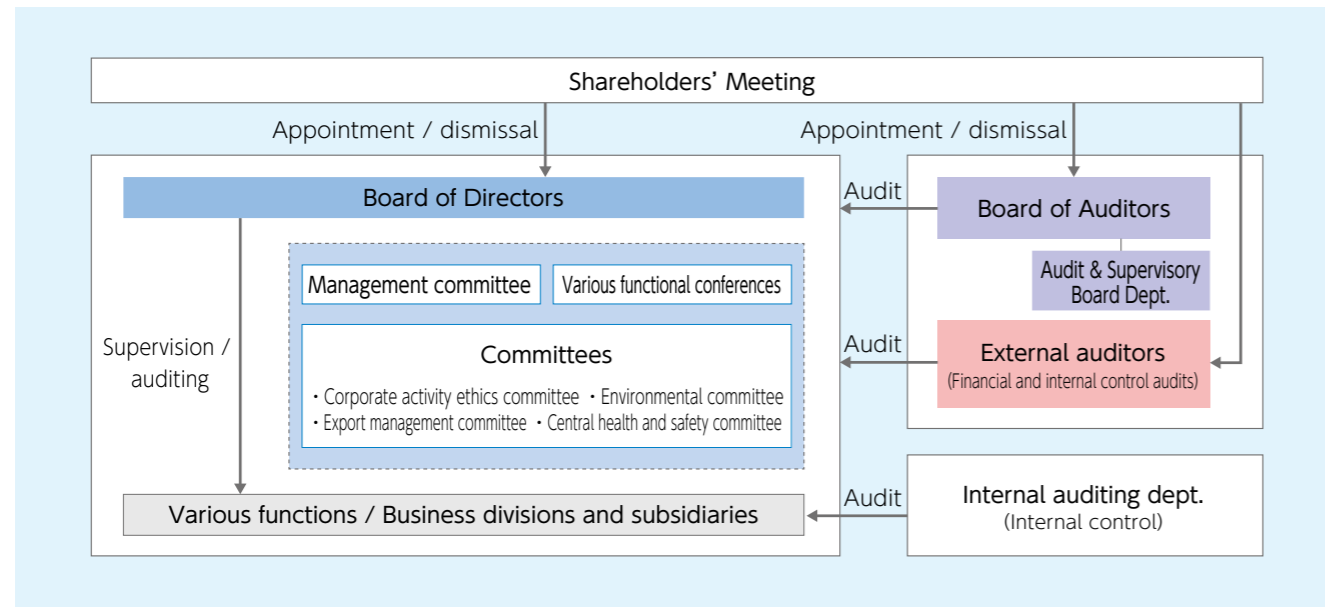 Shareholders’ Meeting
Appointment / dismissal
Appointment / dismissal
Board of Directors
Audit
Board of Auditors
Audit & Supervisory
Board Dept.
Management committee
Various functional conferences
Supervision /
auditing
Committees
・Corporate activity ethics committee ・Environmental committee
・Export management committee ・Central health and safety committee
Audit
External auditors
(Financial and internal control audits)
Various functions / Business divisions and subsidiaries
Audit
Internal auditing dept.
(Internal control)